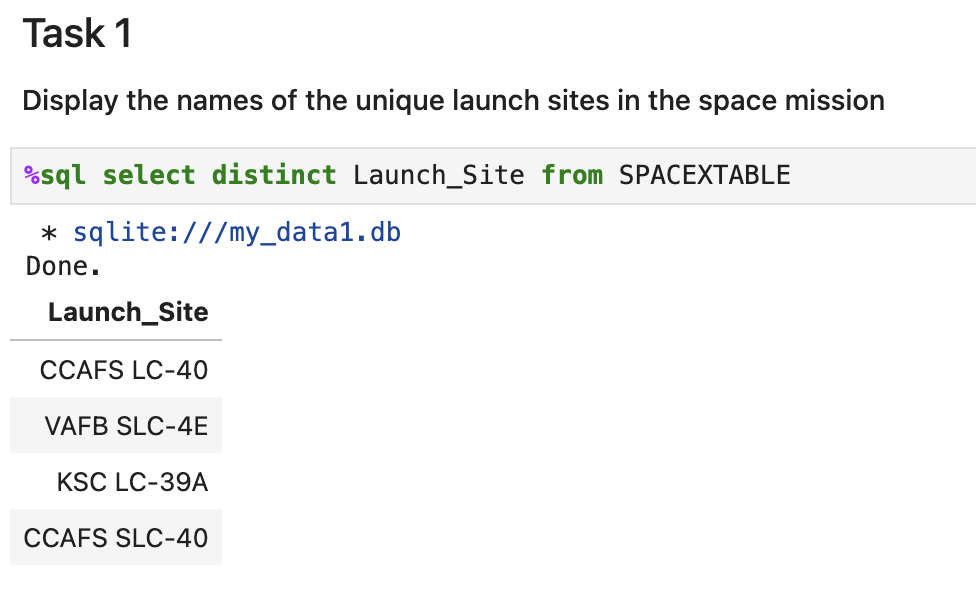 Task 1
Display the names of the unique launch sites in the space mission
%sql select distinct Launch_Site from SPACEXTABLE
* sqlite:///my_data1.db
Done.
Launch_Site
CCAFS LC-40
VAFB SLC-4E
KSC LC-39A
CCAFS SLC-40